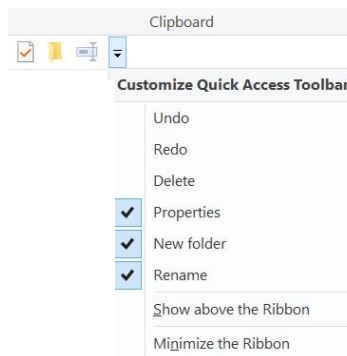 Clipboard
Customize Quick Access Toolbar
Undo
Redo
Delete
Properties
New folder
Rename
Show above the Ribbon
Minimize the Ribbon